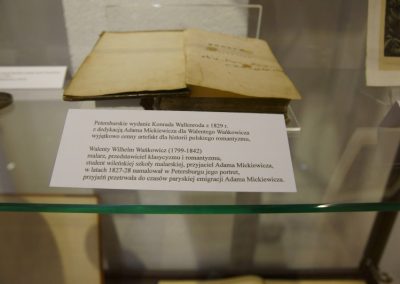 Petersburskie wydanie Konrada Wallenroda z 1829 r.
z dedykacją Adama Mickiewicza dla Walentego Wańkowicza
wyjątkowo cenny artefakt dla historii polskiego romantyzmu.
Walenty Wilhelm Wańkowicz (1799-1842)
malarz, przedstawiciel klasycyzmu i romantyzmu,
student wileńskiej szkoły malarskiej, przyjaciel Adama Mickiewicza,
w latach 1827-28 namalował w Petersburgu jego portret,
przyjaźń przetrwała do czasów paryskiej emigracji Adama Mickiewicza.